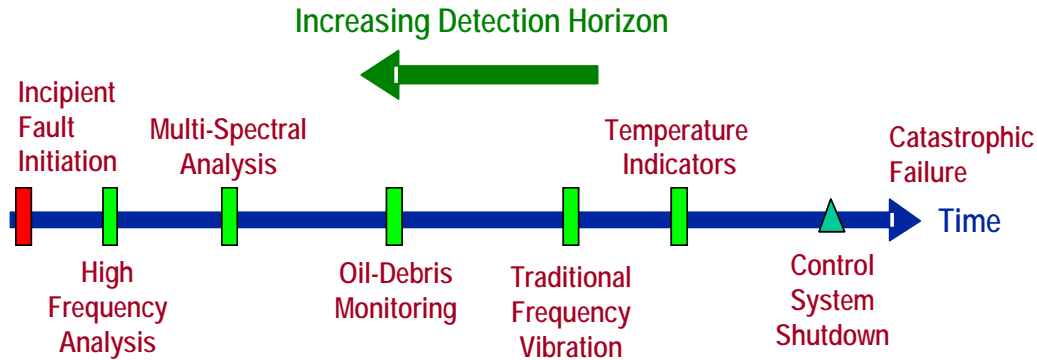 Increasing Detection Horizon
Incipient
Fault
Initiation
Multi-Spectral
Analysis
Temperature
Indicators
Catastrophic
Failure
Time
High
Frequency
Analysis
Oil-Debris
Monitoring
Traditional
Frequency
Vibration
Control
System
Shutdown